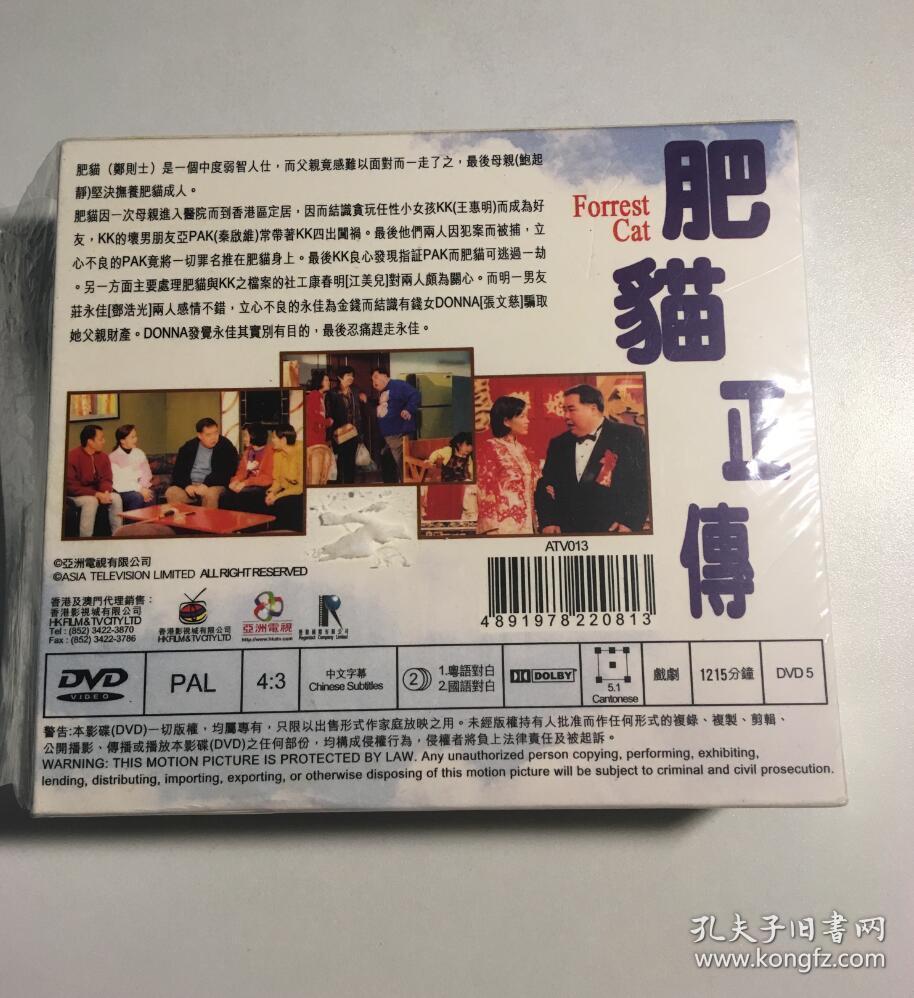 肥貓（鄭則士）是一個中度弱智人仕，而父親竟感難以面對而一走了之，最後母親(鮑起
靜)堅決撫養肥貓成人。
肥貓因一次母親進入醫院而到香港區定居，因而結識貪玩任性小女孩KK(王惠明)而成為好
友，KK的壞男朋友亞PAK(秦啟維)常帶著KK四出闖禍。最後他們兩人因犯案而被捕，立
心不良的PAK竟將一切罪名推在肥貓身上。最後KK良心發現指証PAK而肥貓可逃過一劫
。另一方面主要處理肥貓與KK之檔案的社工康春明[江美兒]對兩人頗為關心。而明一男友
莊永佳[鄧浩光]兩人感情不錯，立心不良的永佳為金錢而結識有錢女DONNA[張文慈]騙取
她父親財產。DONNA發覺永佳其實別有目的，最後忍痛趕走永佳。
Forrest
Cat
肥
貓
正
傳
©亞洲電視有限公司
©ASIA TELEVISION LIMITED ALL RIGHT RESERVED
ATV013
4891978220813
香港及澳門代理銷售：
香港影視城有限公司
HK FILM & TV CITY LTD
Tel : (852) 3422-3870
Fax : (852) 3422-3786
香港影視城有限公司
HK FILM & TV CITY LTD
亞洲電視
http://www.hkatv.com
DVD
VIDEO
PAL
4:3
中文字幕
Chinese Subtitles
2
1.粵語對白
2.國語對白
DOLBY
5.1
Cantonese
戲劇
1215分鐘
DVD 5
警告:本影碟(DVD)一切版權，均屬專有，只限以出售形式作家庭放映之用。未經版權持有人批准而作任何形式的複錄、複製、剪輯、
公開播影、傳播或播放本影碟(DVD)之任何部份，均構成侵權行為，侵權者將負上法律責任及被起訴。
WARNING: THIS MOTION PICTURE IS PROTECTED BY LAW. Any unauthorized person copying, performing, exhibiting,
lending, distributing, importing, exporting, or otherwise disposing of this motion picture will be subject to criminal and civil prosecution.
孔夫子旧书网
www.kongfz.com